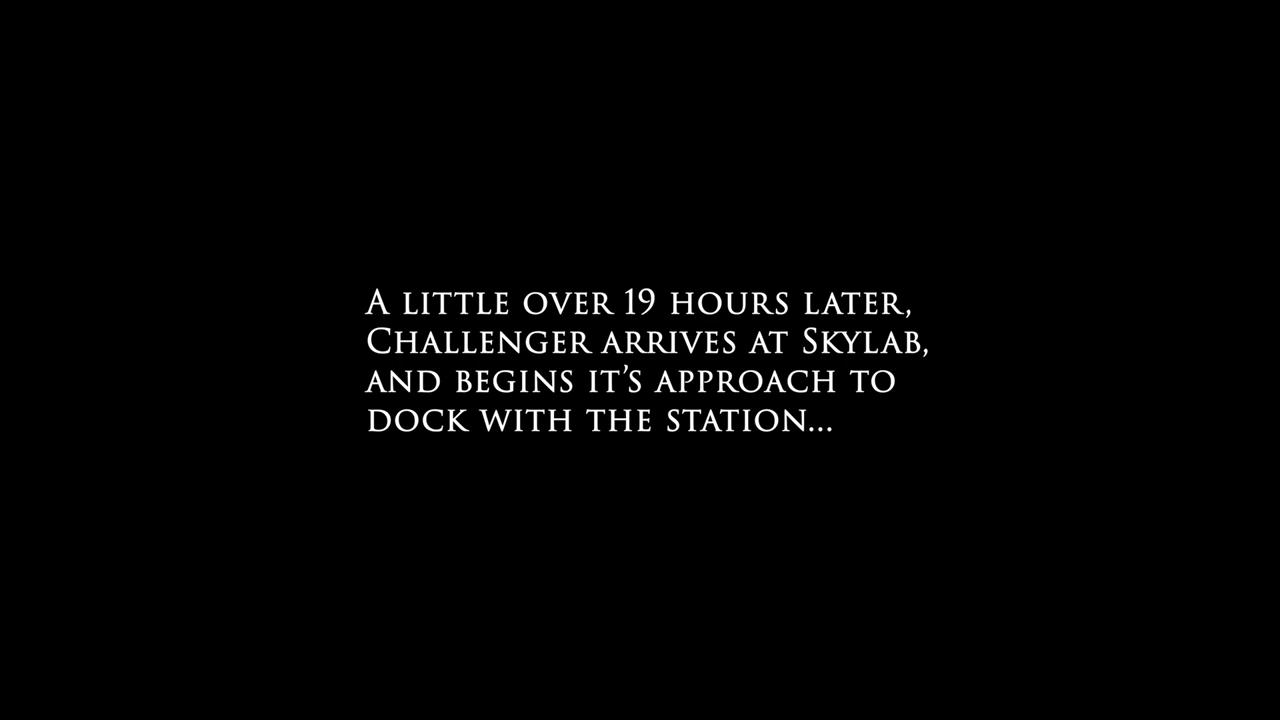 A little over 19 hours later,
Challenger arrives at Skylab,
and begins it’s approach to
dock with the station...